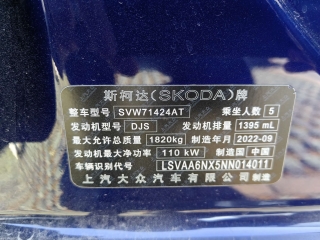 斯柯达(SKODA)牌
整车型号 SVW71424AT 乘坐人数 5
发动机型号 DJS 发动机排量 1395 mL
最大允许总质量 1820kg 制造年月 2022-09
发动机最大净功率 110 kW 制造国 中国
车辆识别代号 LSVAA6NX5NN014011
上汽大众汽车有限公司 制造